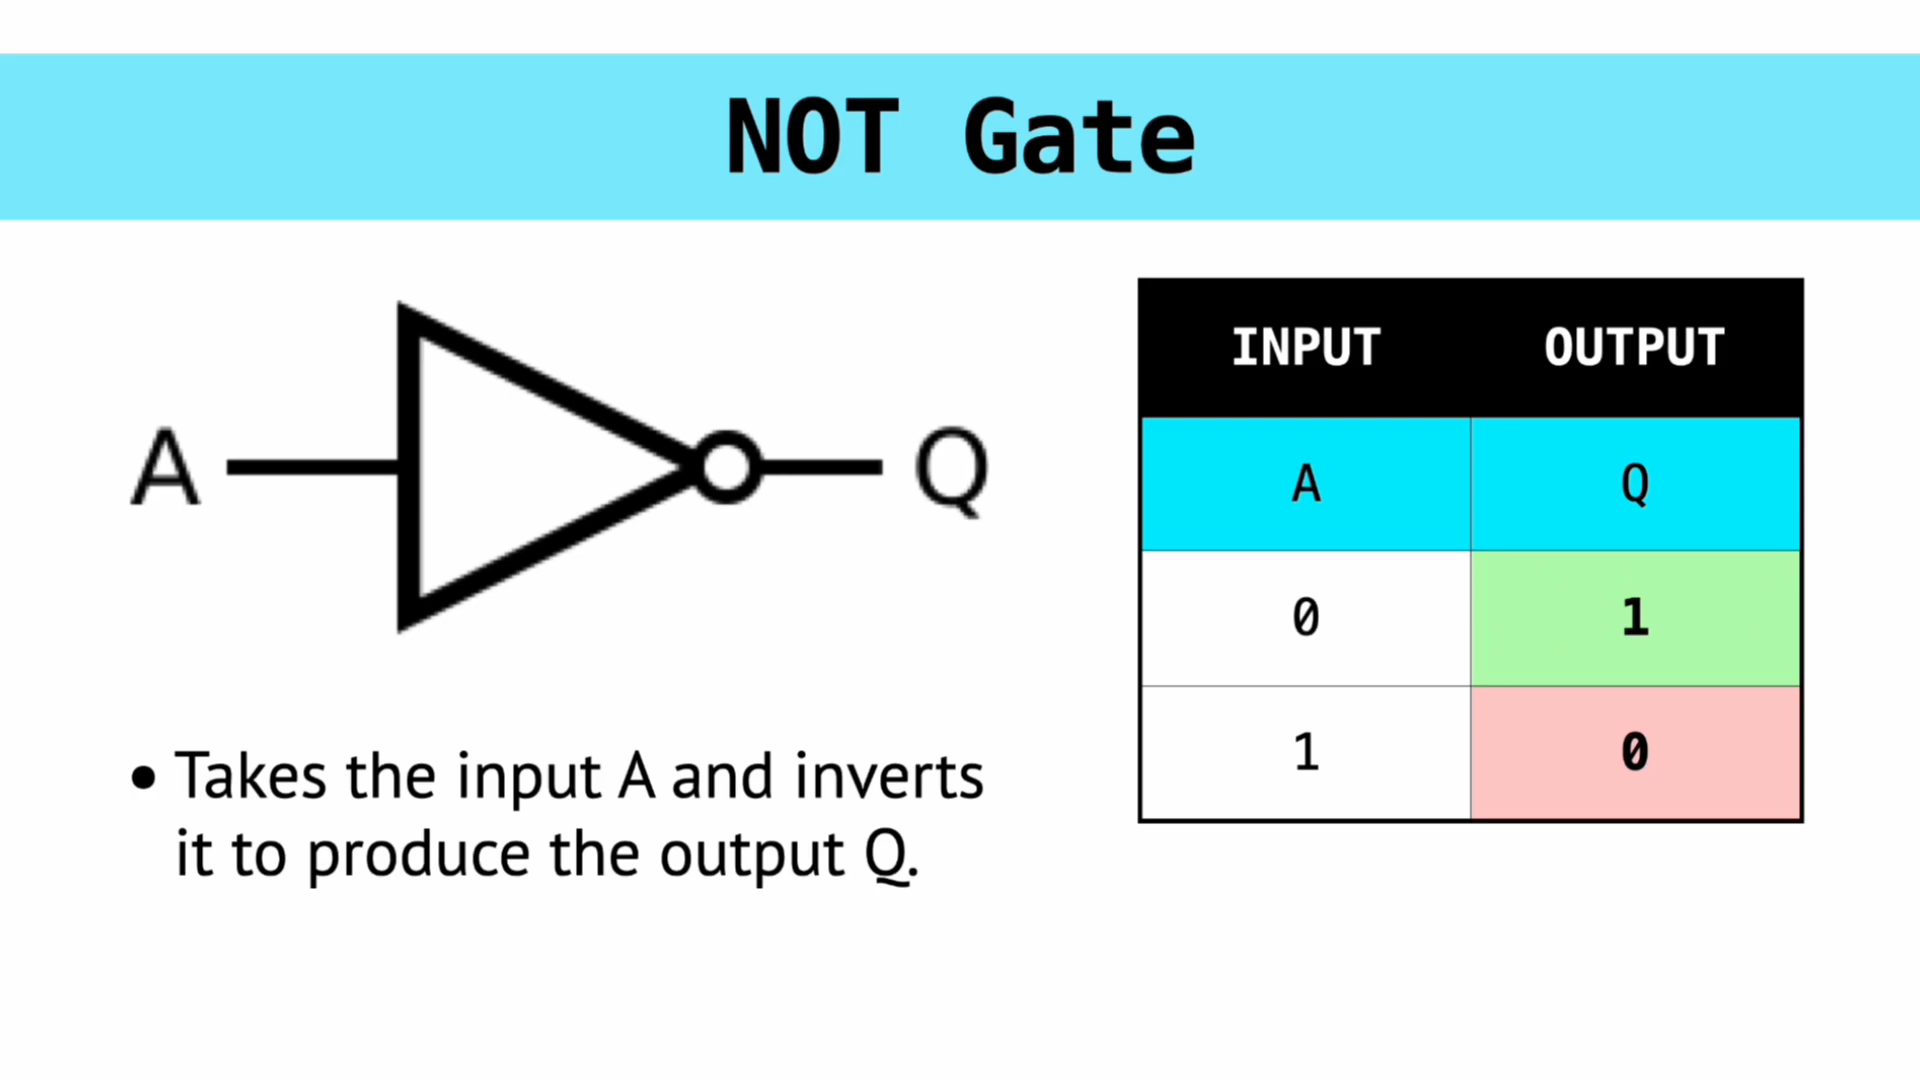 NOT Gate
A
Q
INPUT OUTPUT
A Q
0 1
1 0
• Takes the input A and inverts
it to produce the output Q.